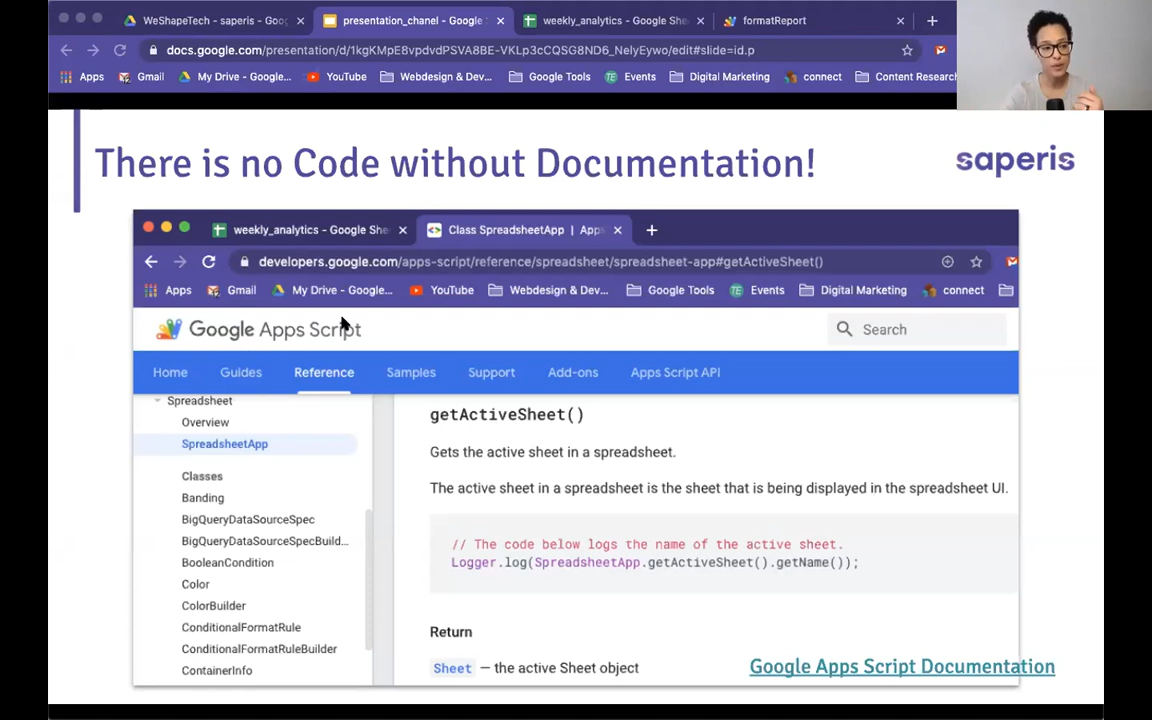 WeShapeTech - saperis - Goo
presentation_chanel - Google
weekly_analytics - Google She
formatReport
docs.google.com/presentation/d/1kgKMpE8vpdvdPSVA8BE-VKLp3cCQSG8ND6_NelyEywo/edit#slide=id.p
Apps
Gmail
My Drive - Google...
YouTube
Webdesign & Dev...
Google Tools
Events
Digital Marketing
connect
Content Researc
There is no Code without Documentation!
saperis
weekly_analytics - Google She
Class SpreadsheetApp | Apps
developers.google.com/apps-script/reference/spreadsheet/spreadsheet-app#getActiveSheet()
Apps
Gmail
My Drive - Google...
YouTube
Webdesign & Dev...
Google Tools
Events
Digital Marketing
connect
Google Apps Script
Search
Home
Guides
Reference
Samples
Support
Add-ons
Apps Script API
Spreadsheet
Overview
SpreadsheetApp
Classes
Banding
BigQueryDataSourceSpec
BigQueryDataSourceSpecBuild...
BooleanCondition
Color
ColorBuilder
ConditionalFormatRule
ConditionalFormatRuleBuilder
ContainerInfo
getActiveSheet()
Gets the active sheet in a spreadsheet.
The active sheet in a spreadsheet is the sheet that is being displayed in the spreadsheet UI.
// The code below logs the name of the active sheet.
Logger.log(SpreadsheetApp.getActiveSheet().getName());
Return
Sheet — the active Sheet object
Google Apps Script Documentation